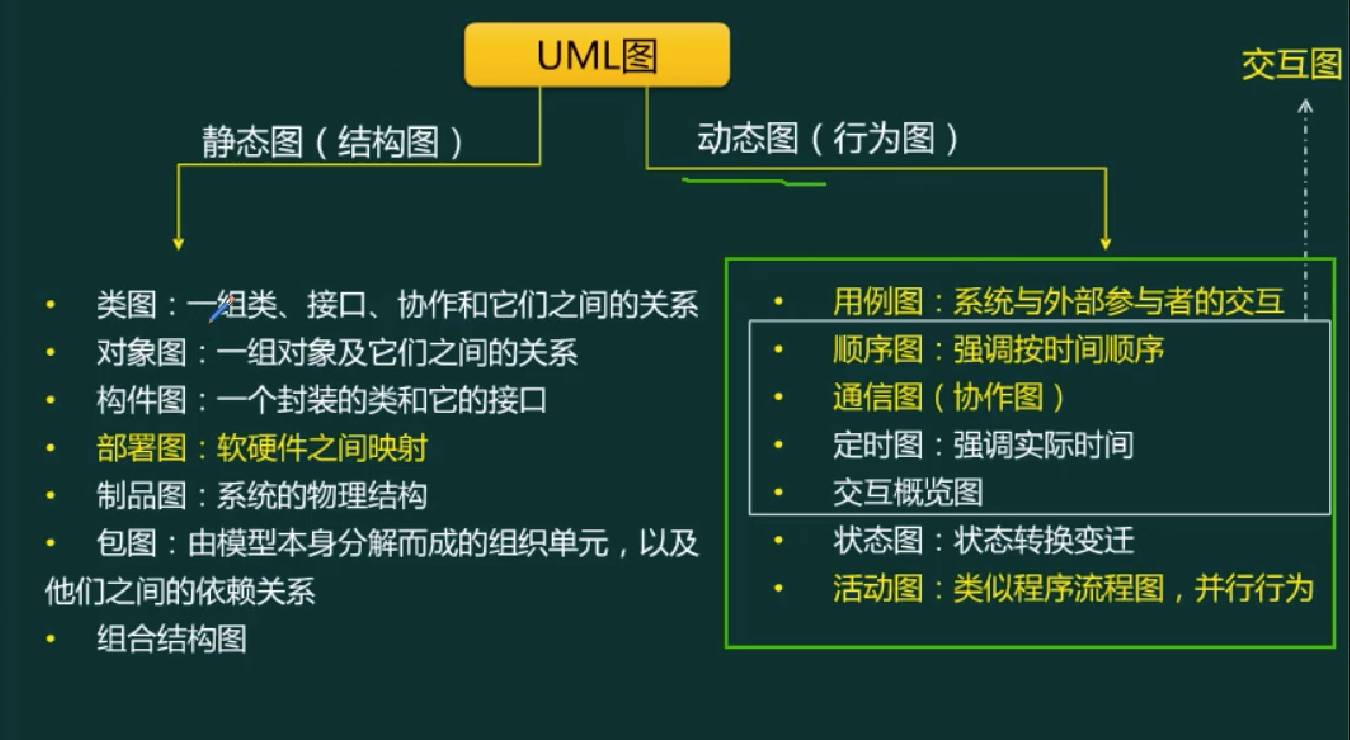 UML图
交互图
静态图（结构图）
动态图（行为图）
• 类图：一组类、接口、协作和它们之间的关系
• 对象图：一组对象及它们之间的关系
• 构件图：一个封装的类和它的接口
• 部署图：软硬件之间映射
• 制品图：系统的物理结构
• 包图：由模型本身分解而成的组织单元，以及
他们之间的依赖关系
• 组合结构图
• 用例图：系统与外部参与者的交互
• 顺序图：强调按时间顺序
• 通信图（协作图）
• 定时图：强调实际时间
• 交互概览图
• 状态图：状态转换变迁
• 活动图：类似程序流程图，并行行为